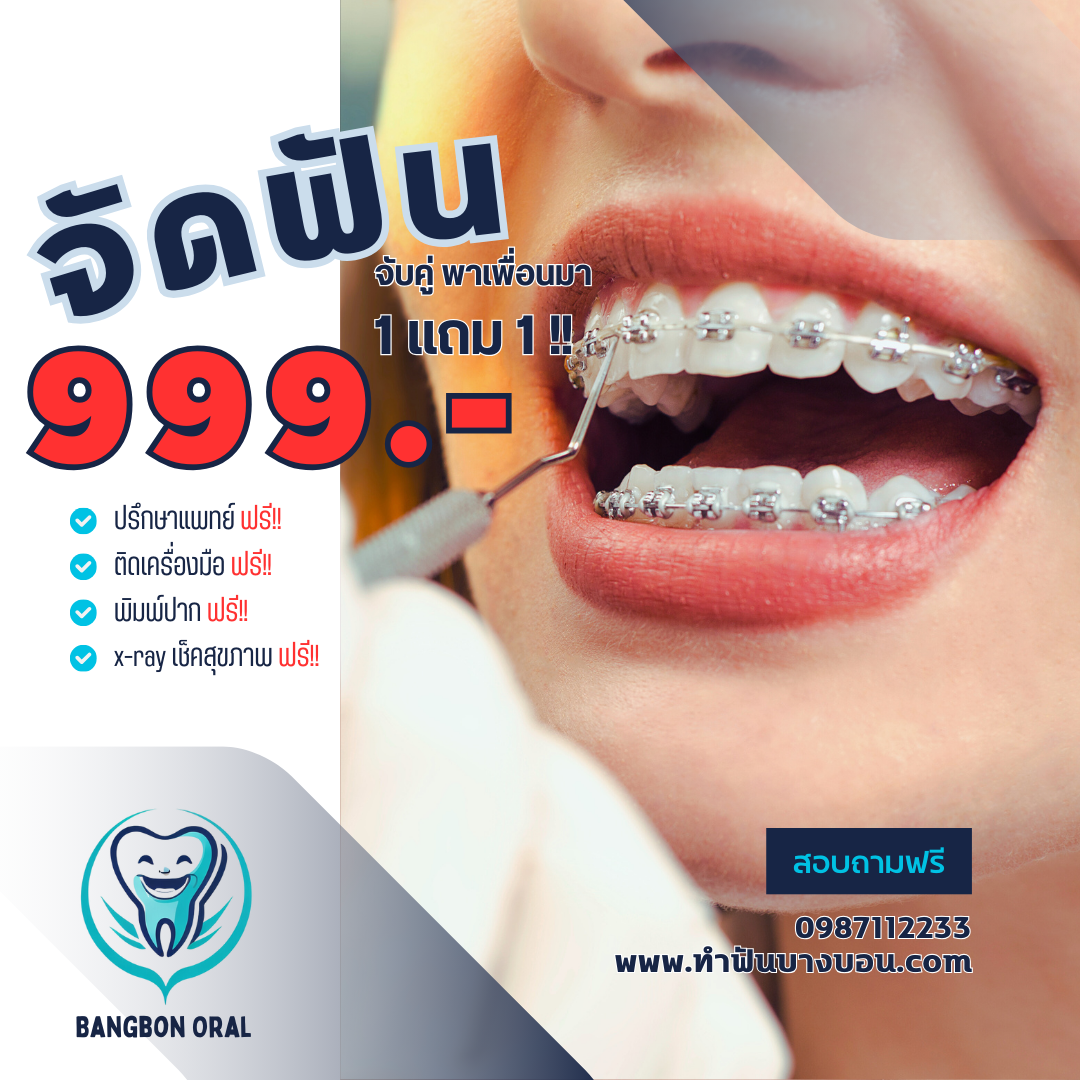 จัดฟัน
จับคู่ พาเพื่อนมา
1 แถม 1 !!
999.-
ปรึกษาแพทย์ ฟรี!!
ติดเครื่องมือ ฟรี!!
พิมพ์ปาก ฟรี!!
x-ray เช็คสุขภาพ ฟรี!!
สอบถามฟรี
0987112233
www.ทำฟันบางบอน.com
BANGBON ORAL